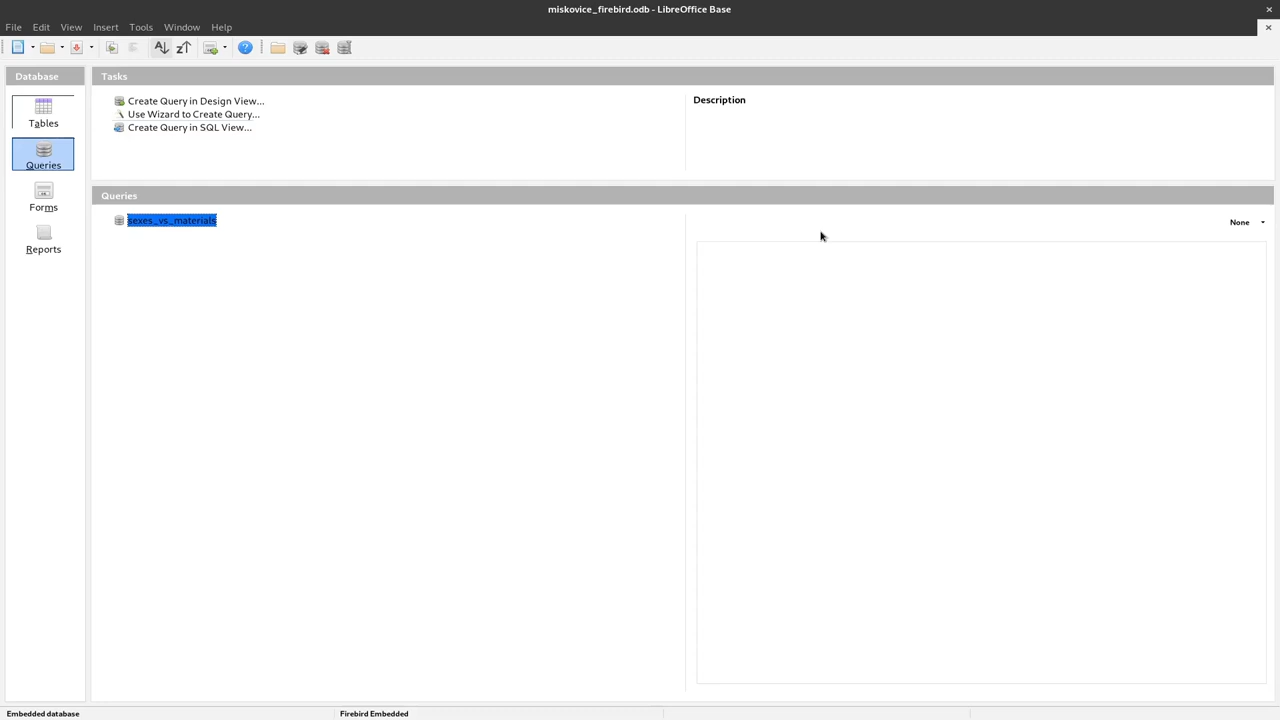 miskovice_firebird.odb - LibreOffice Base
File Edit View Insert Tools Window Help
Database
Tables
Queries
Forms
Reports
Tasks
Create Query in Design View...
Use Wizard to Create Query...
Create Query in SQL View...
Description
Queries
sexes_vs_materials
None
Embedded database
Firebird Embedded